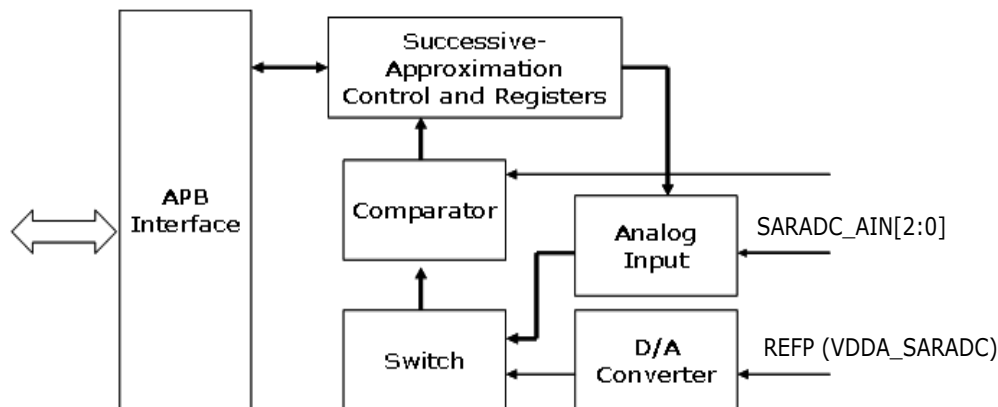 Successive-
Approximation
Control and Registers
APB
Interface
Comparator
Analog
Input
SARADC_AIN[2:0]
Switch
D/A
Converter
REFP (VDDA_SARADC)